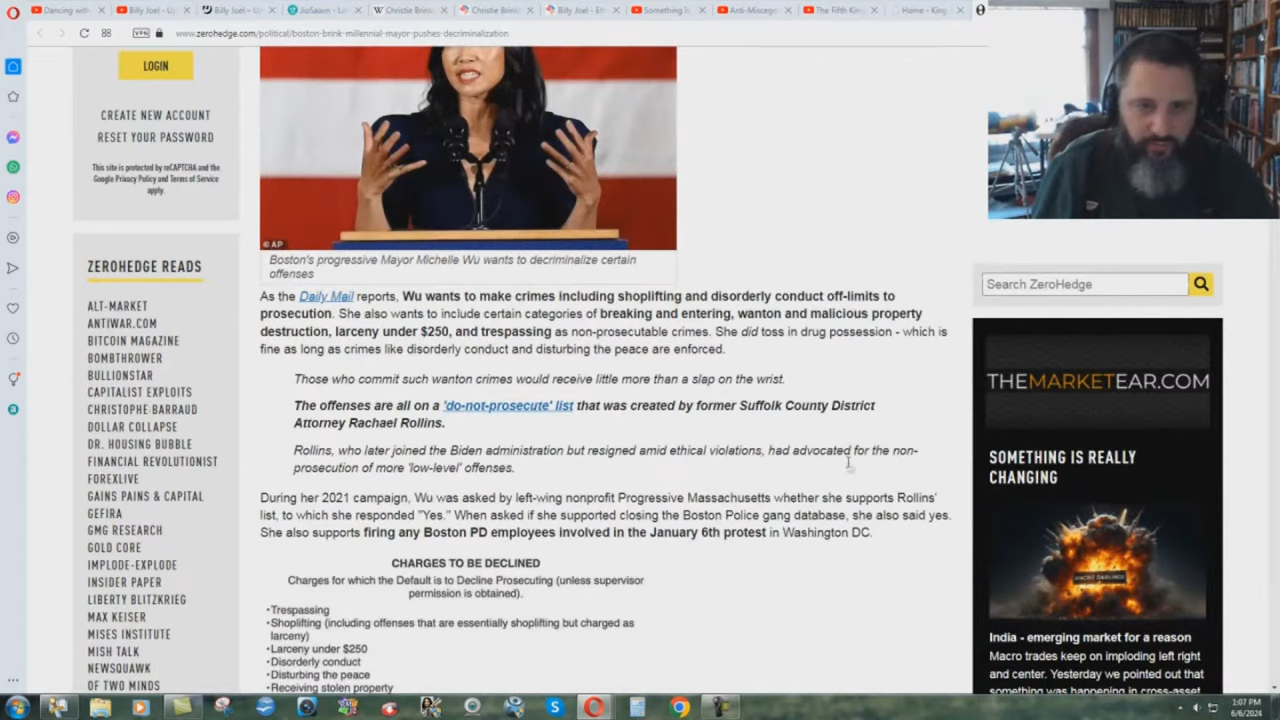 Dancing with
Billy Joel - Up
Billy Joel - Up
JioSaavn - Lo
Christie Brink
Christie Brink
Billy Joel - Et
Something Is
Anti-Miscege
The Fifth King
Home - King
88
VPN
www.zerohedge.com/political/boston-brink-millennial-mayor-pushes-decriminalization
LOGIN
CREATE NEW ACCOUNT
RESET YOUR PASSWORD
This site is protected by reCAPTCHA and the
Google Privacy Policy and Terms of Service
apply.
ZEROHEDGE READS
ALT-MARKET
ANTIWAR.COM
BITCOIN MAGAZINE
BOMBTHROWER
BULLIONSTAR
CAPITALIST EXPLOITS
CHRISTOPHE BARRAUD
DOLLAR COLLAPSE
DR. HOUSING BUBBLE
FINANCIAL REVOLUTIONIST
FOREXLIVE
GAINS PAINS & CAPITAL
GEFIRA
GMG RESEARCH
GOLD CORE
IMPLODE-EXPLODE
INSIDER PAPER
LIBERTY BLITZKRIEG
MAX KEISER
MISES INSTITUTE
MISH TALK
NEWSQUAWK
OF TWO MINDS
© AP
Boston's progressive Mayor Michelle Wu wants to decriminalize certain
offenses
As the Daily Mail reports, Wu wants to make crimes including shoplifting and disorderly conduct off-limits to
prosecution. She also wants to include certain categories of breaking and entering, wanton and malicious property
destruction, larceny under $250, and trespassing as non-prosecutable crimes. She did toss in drug possession - which is
fine as long as crimes like disorderly conduct and disturbing the peace are enforced.
Those who commit such wanton crimes would receive little more than a slap on the wrist.
The offenses are all on a 'do-not-prosecute' list that was created by former Suffolk County District
Attorney Rachael Rollins.
Rollins, who later joined the Biden administration but resigned amid ethical violations, had advocated for the non-
prosecution of more 'low-level' offenses.
During her 2021 campaign, Wu was asked by left-wing nonprofit Progressive Massachusetts whether she supports Rollins'
list, to which she responded "Yes." When asked if she supported closing the Boston Police gang database, she also said yes.
She also supports firing any Boston PD employees involved in the January 6th protest in Washington DC.
CHARGES TO BE DECLINED
Charges for which the Default is to Decline Prosecuting (unless supervisor
permission is obtained).
•Trespassing
•Shoplifting (including offenses that are essentially shoplifting but charged as
larceny)
•Larceny under $250
•Disorderly conduct
•Disturbing the peace
•Receiving stolen property
Search ZeroHedge
THEMARKETEAR.COM
SOMETHING IS REALLY
CHANGING
MACRO DARLINGS
India - emerging market for a reason
Macro trades keep on imploding left right
and center. Yesterday we pointed out that
something was happening in cross-asset
1:07 PM
6/6/2024